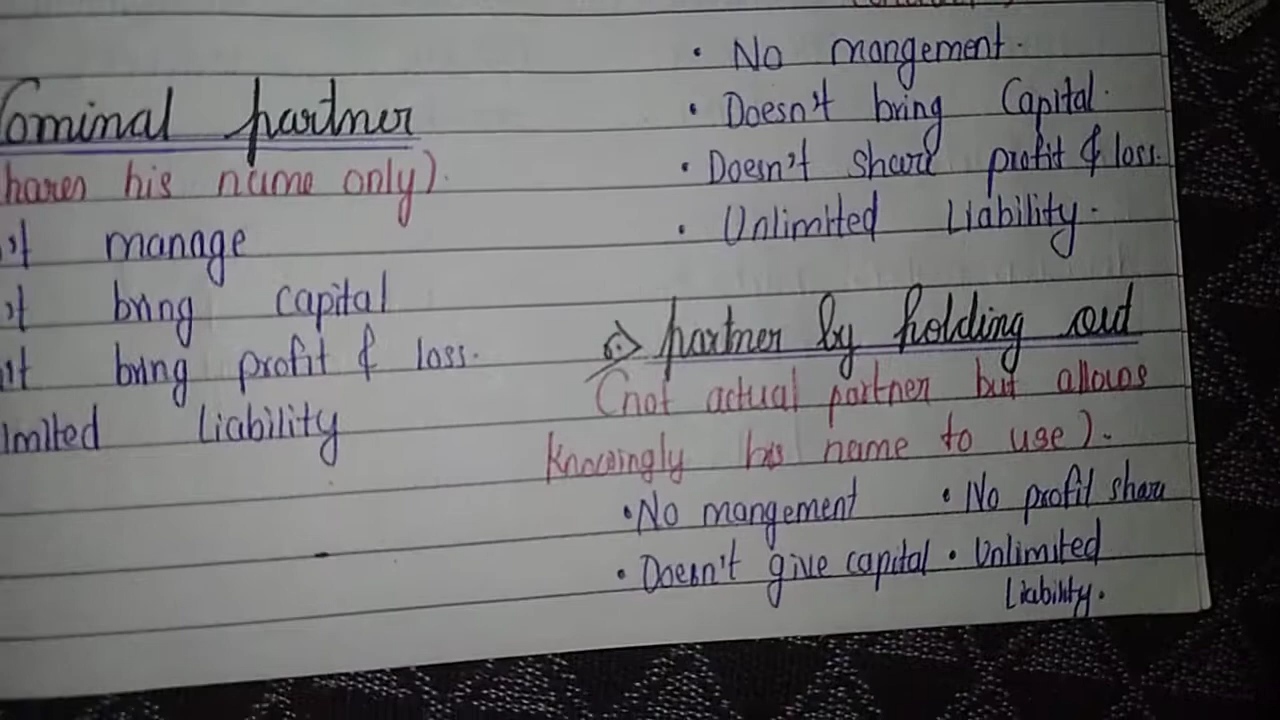 ominal partner
hares his name only).
't manage
't bring capital
't bring profit & loss.
imited Liability
• No mangement.
• Doesn't bring Capital.
• Doesn't share profit & loss.
• Unlimited Liability.
6) partner by holding out
(not actual partner but allows
knowingly his name to use).
• No mangement • No profit share
• Doesn't give capital • Unlimited
Liability.